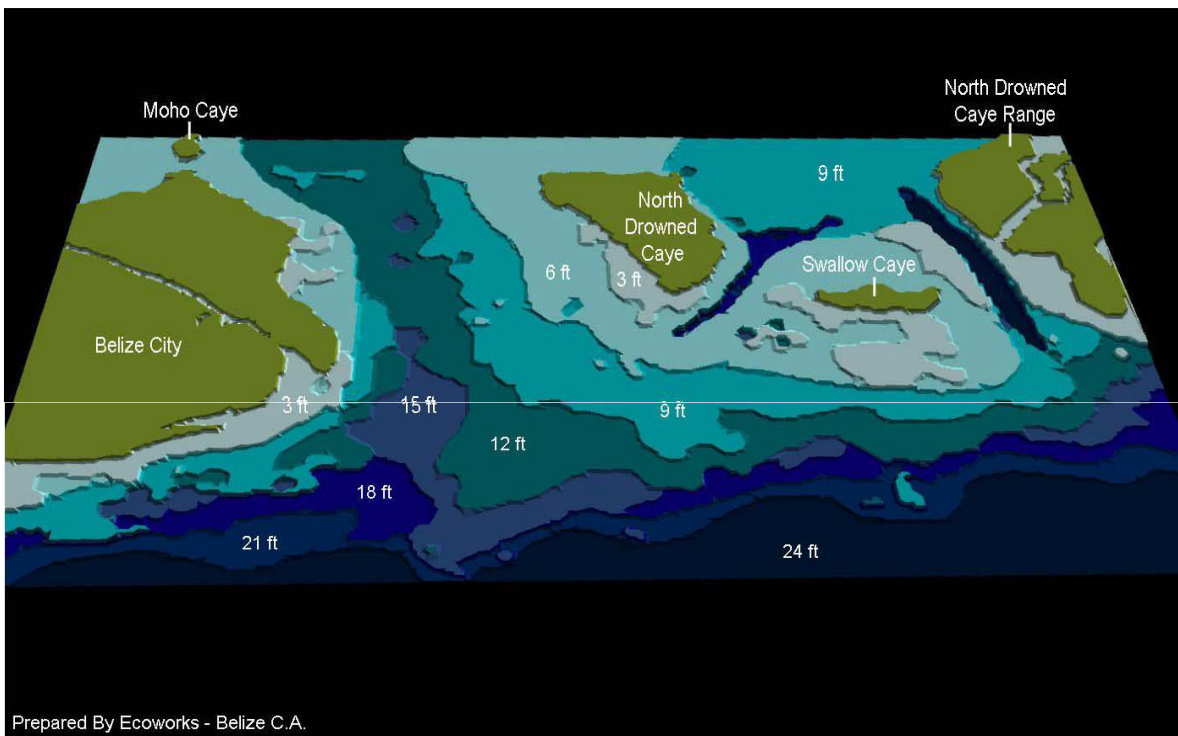 North Drowned
Caye Range
Moho Caye
9 ft
North
Drowned
Caye
Swallow Caye
6 ft
3 ft
Belize City
3 ft
15 ft
9 ft
12 ft
18 ft
21 ft
24 ft
Prepared By Ecoworks - Belize C.A.